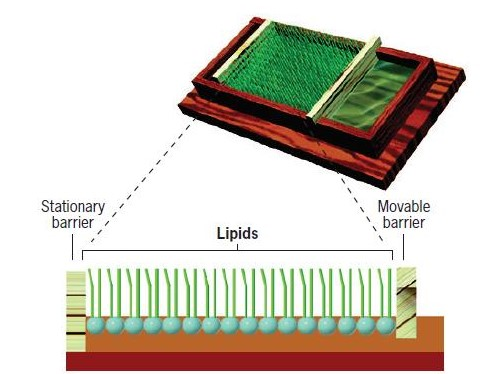 Stationary
barrier
Movable
barrier
Lipids